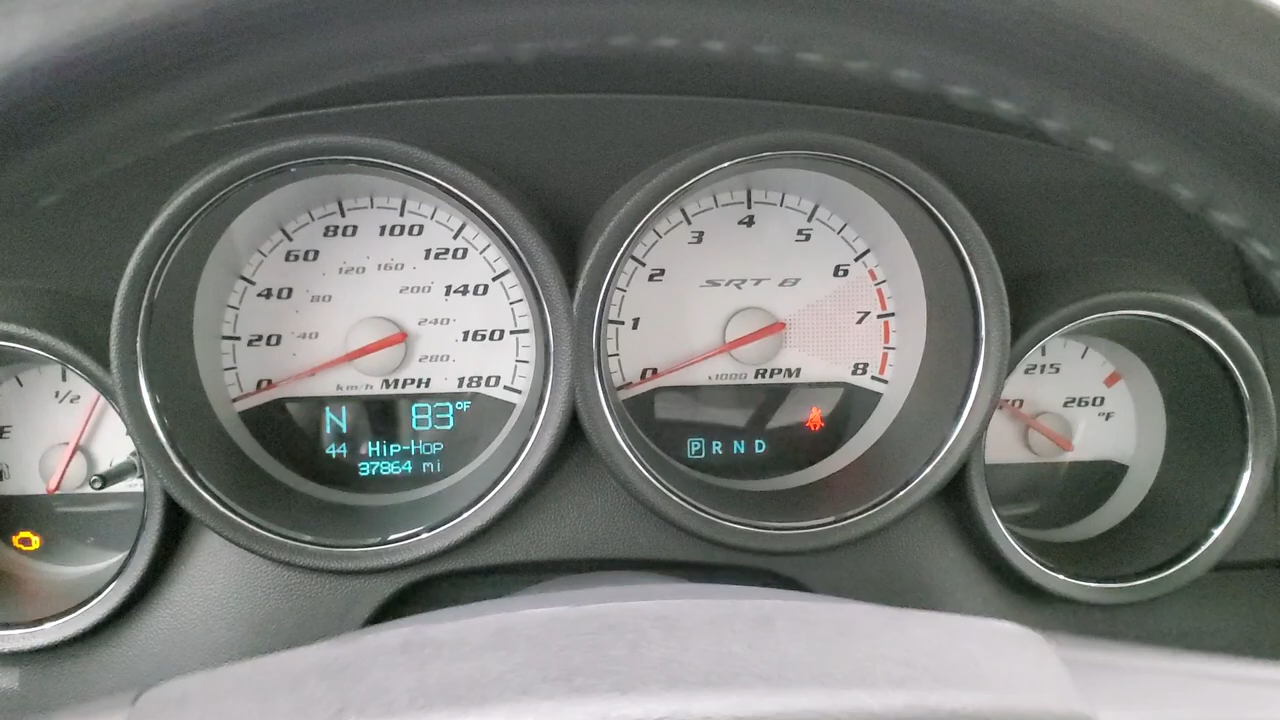 1/2
E
0 20 40 60 80 100 120 140 160 180
40 80 120 160 200 240 280
km/h MPH
N 83°F
44 Hip-Hop
37864 mi
0 1 2 3 4 5 6 7 8
SRT 8
x1000 RPM
P R N D
215
260
°F